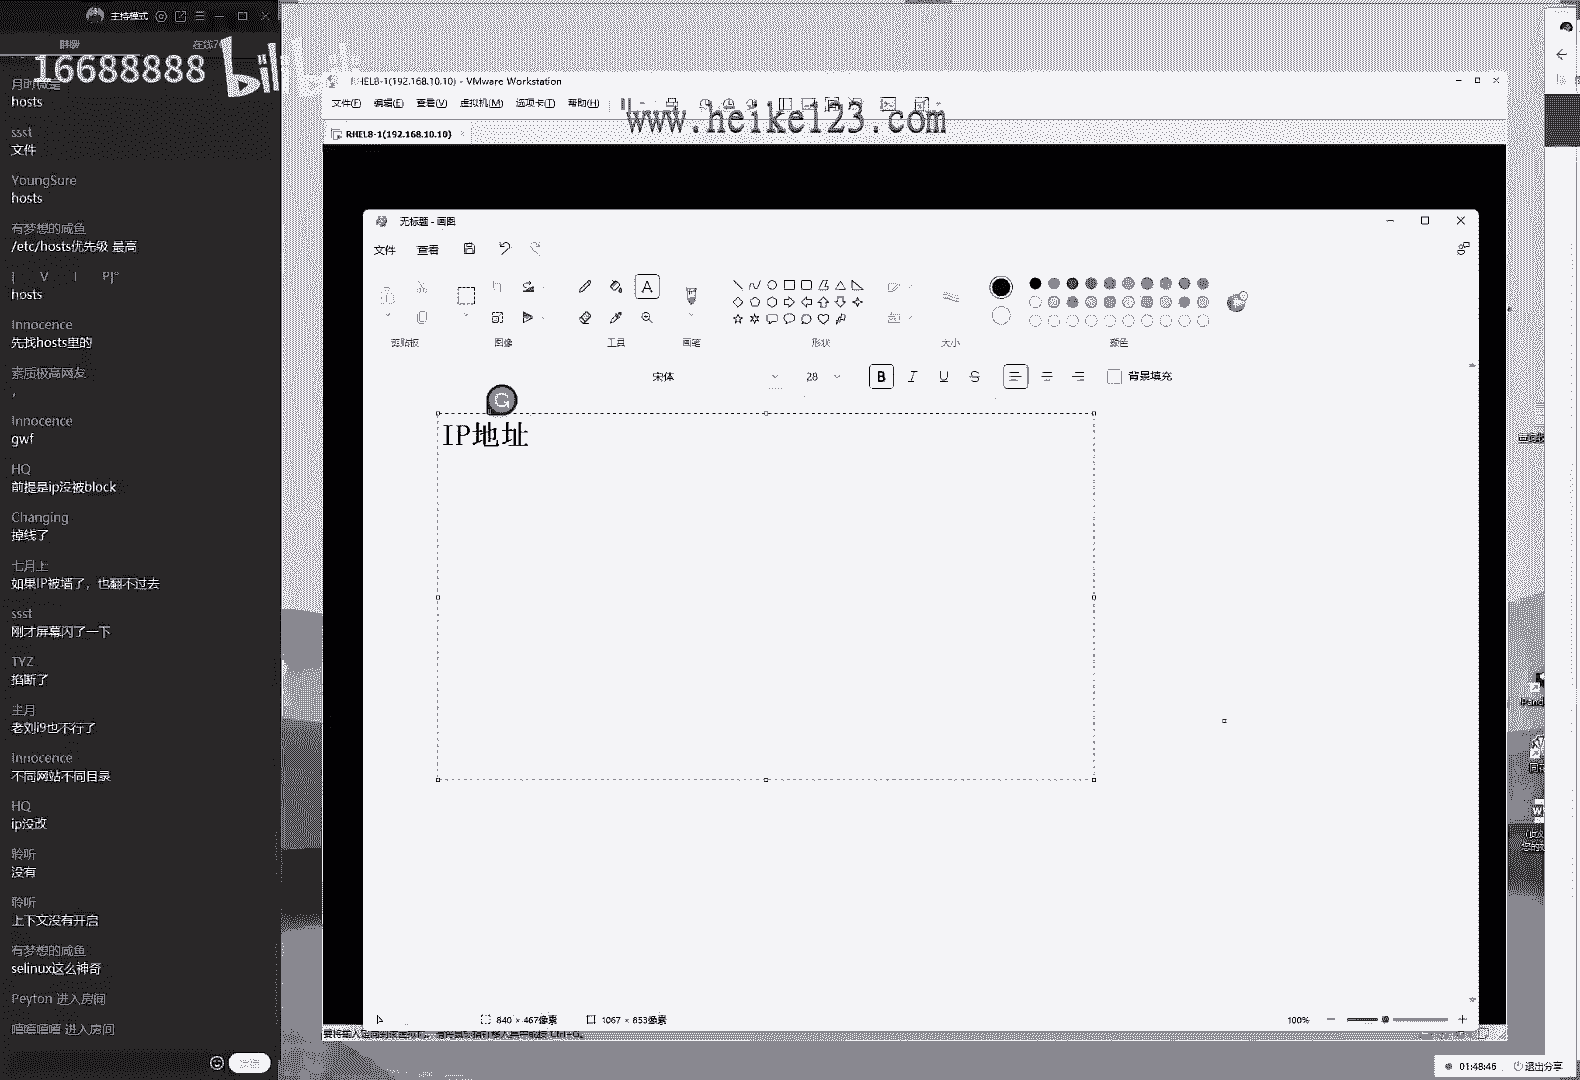 主持模式
群聊
16688888
hosts
ssst
文件
YoungSure
hosts
有梦想的咸鱼
/etc/hosts优先级 最高
hosts
Innocence
先找hosts里的
素质极高网友
，
Innocence
gwf
HQ
前提是ip没被block
Changing
掉线了
七月上
如果IP被墙了，也翻不过去
ssst
刚才屏幕闪了一下
TYZ
掐断了
主月
老刘i9也不行了
Innocence
不同网站不同目录
HQ
ip没改
聆听
没有
聆听
上下文没有开启
有梦想的咸鱼
selinux这么神奇
Peyton 进入房间
嘻嘻嘻嘻 进入房间
RHEL8-1(192.168.10.10) - VMware Workstation
文件(F) 编辑(E) 查看(V) 虚拟机(M) 选项卡(T) 帮助(H)
www.heike123.com
RHEL8-1(192.168.10.10)
无标题 - 画图
文件 查看
剪贴板 图像 工具 画笔 形状 大小 颜色
宋体 28 B I U S 背景填充
IP地址
840 × 467像素 1067 × 853像素 100%
01:48:46 退出分享